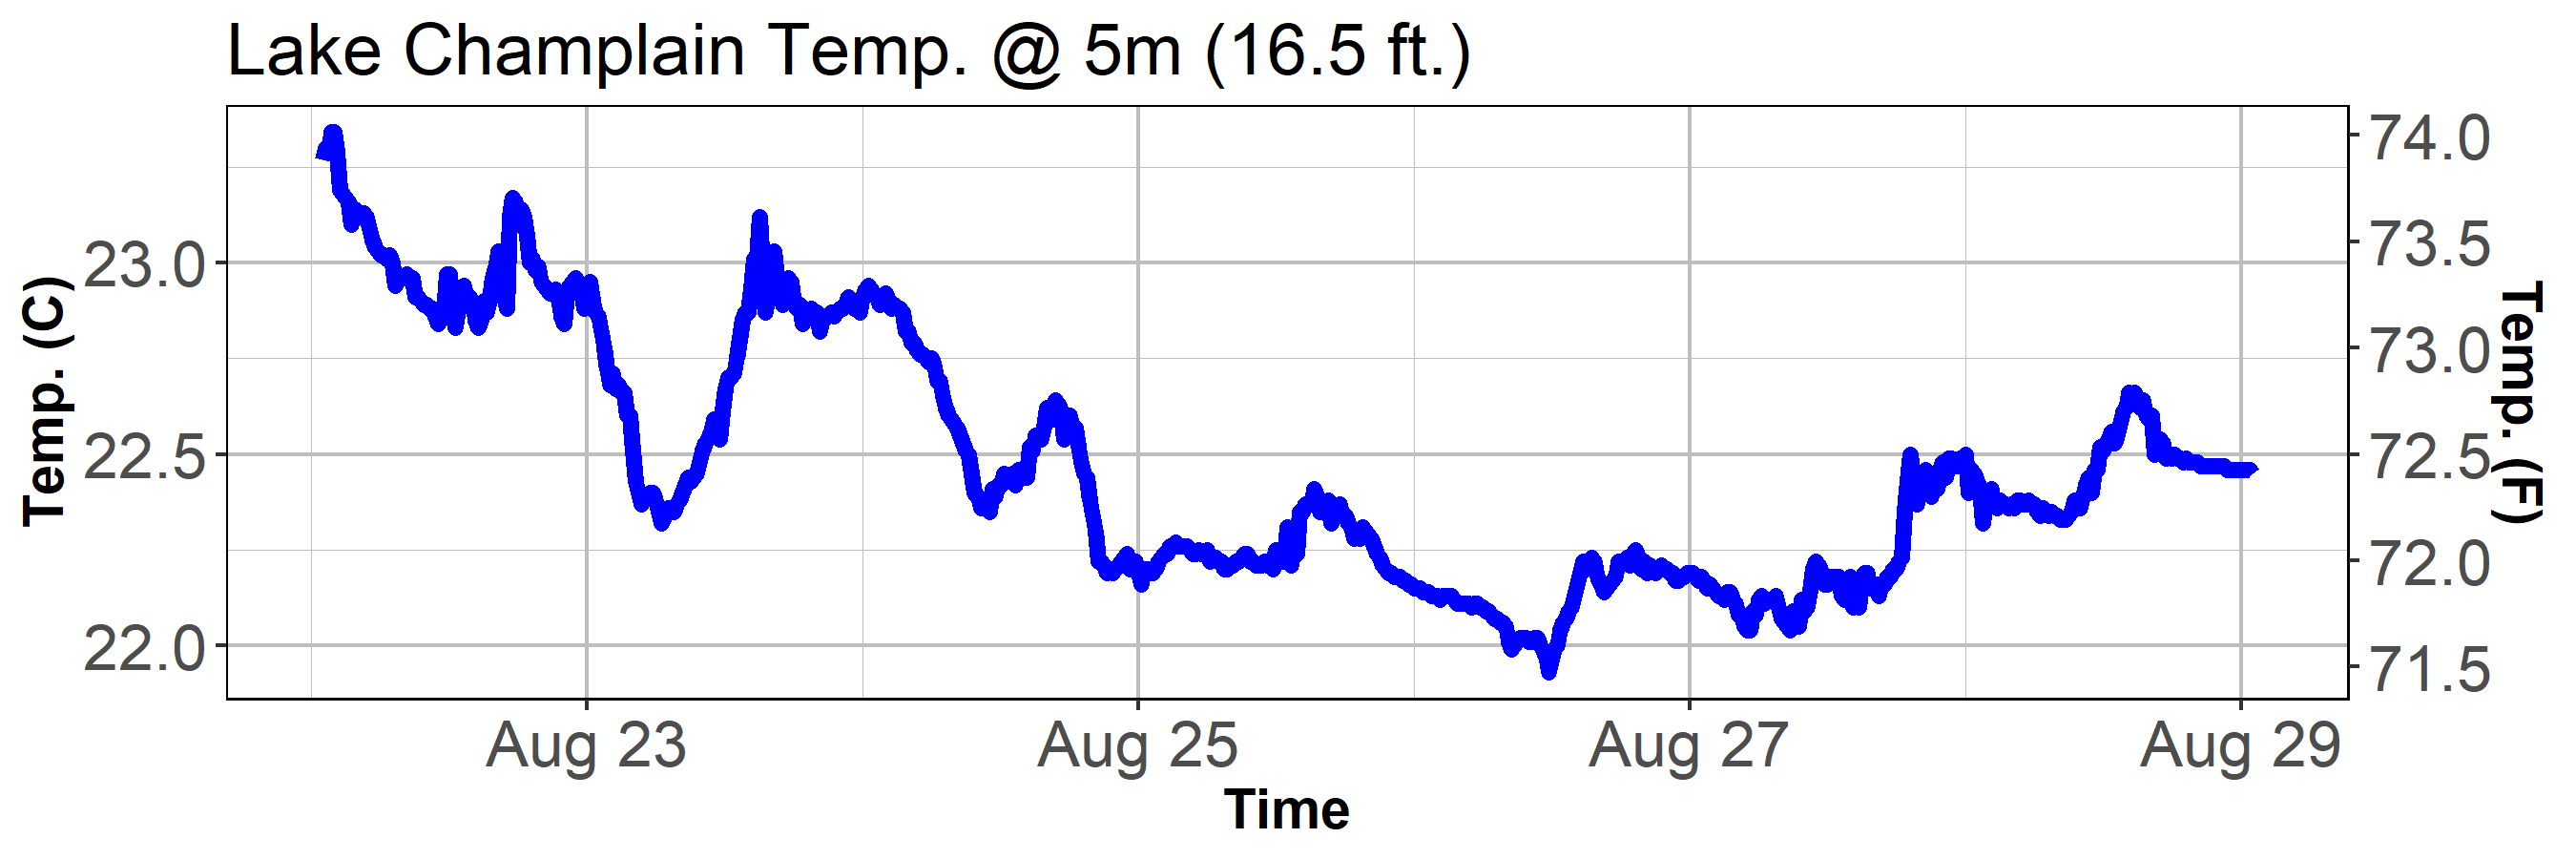 Lake Champlain Temp. @ 5m (16.5 ft.)
Temp. (C)
23.0
22.5
22.0
74.0
73.5
73.0
72.5
72.0
71.5
Temp. (F)
Aug 23
Aug 25
Aug 27
Aug 29
Time